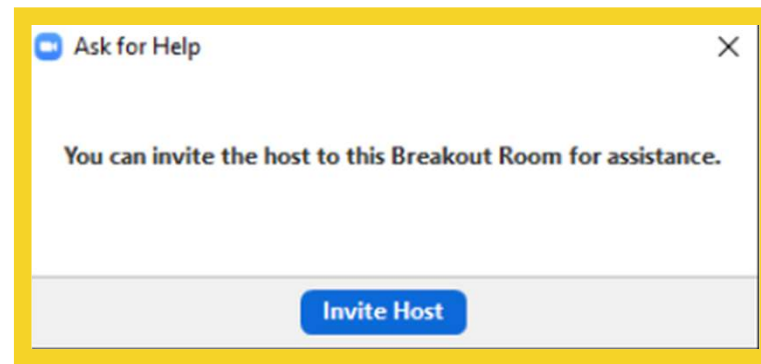 Ask for Help
You can invite the host to this Breakout Room for assistance.
Invite Host